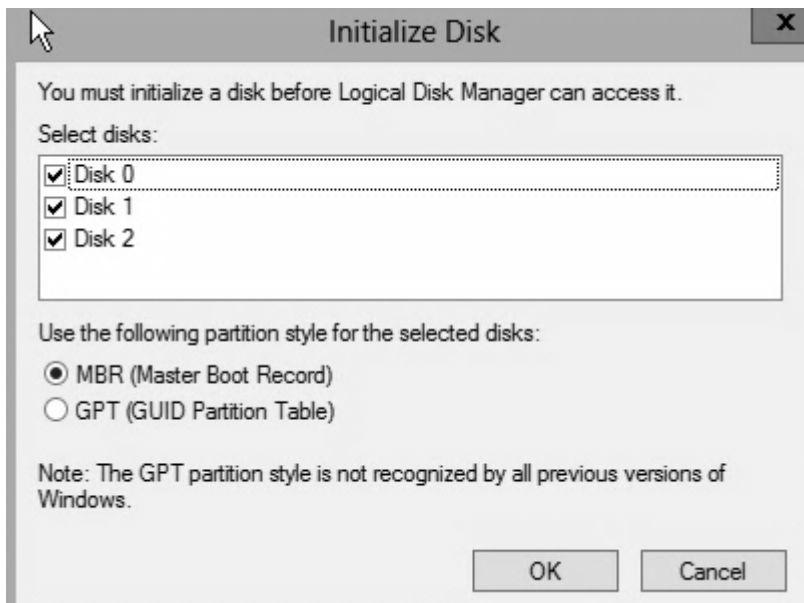 Initialize Disk
x
You must initialize a disk before Logical Disk Manager can access it.
Select disks:
Disk 0
Disk 1
Disk 2
Use the following partition style for the selected disks:
MBR (Master Boot Record)
GPT (GUID Partition Table)
Note: The GPT partition style is not recognized by all previous versions of
Windows.
OK
Cancel